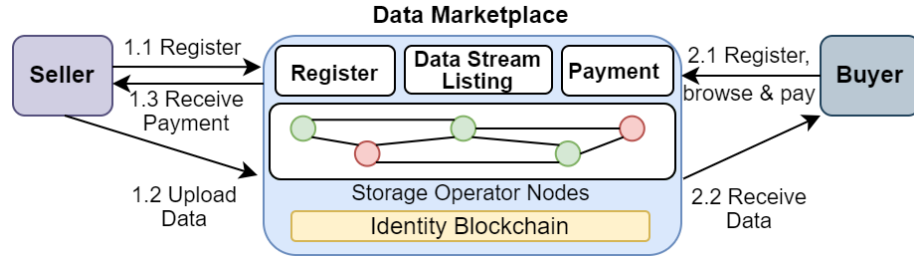 Data Marketplace
Seller
1.1 Register
1.3 Receive
Payment
1.2 Upload
Data
Register
Data Stream
Listing
Payment
Storage Operator Nodes
Identity Blockchain
2.1 Register,
browse & pay
2.2 Receive
Data
Buyer